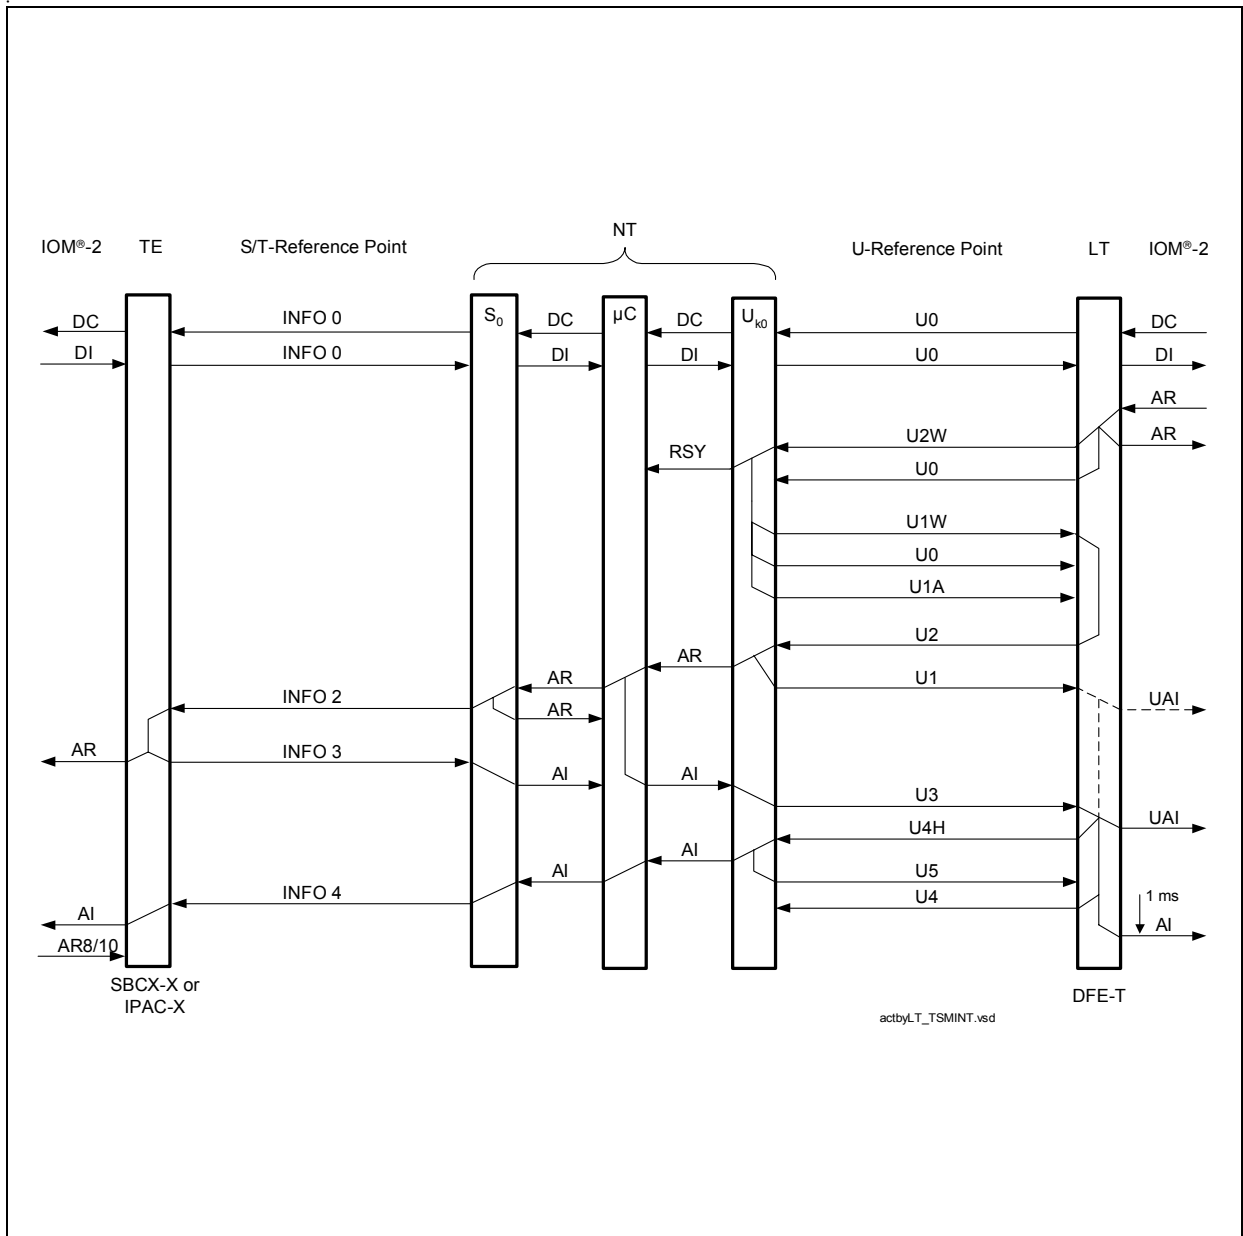 NT
IOM®-2 TE S/T-Reference Point U-Reference Point LT IOM®-2
S0 µC Uk0
DC INFO 0 DC DC U0 DC
DI INFO 0 DI DI U0 DI
AR
U2W AR
RSY
U0
U1W
U0
U1A
U2
AR
AR U1
INFO 2 AR UAI
AR INFO 3
AI AI
U3
UAI
U4H
AI
AI U5
INFO 4 U4 1 ms
AI AI
AR8/10
SBCX-X or
IPAC-X
DFE-T
actbyLT_TSMINT.vsd